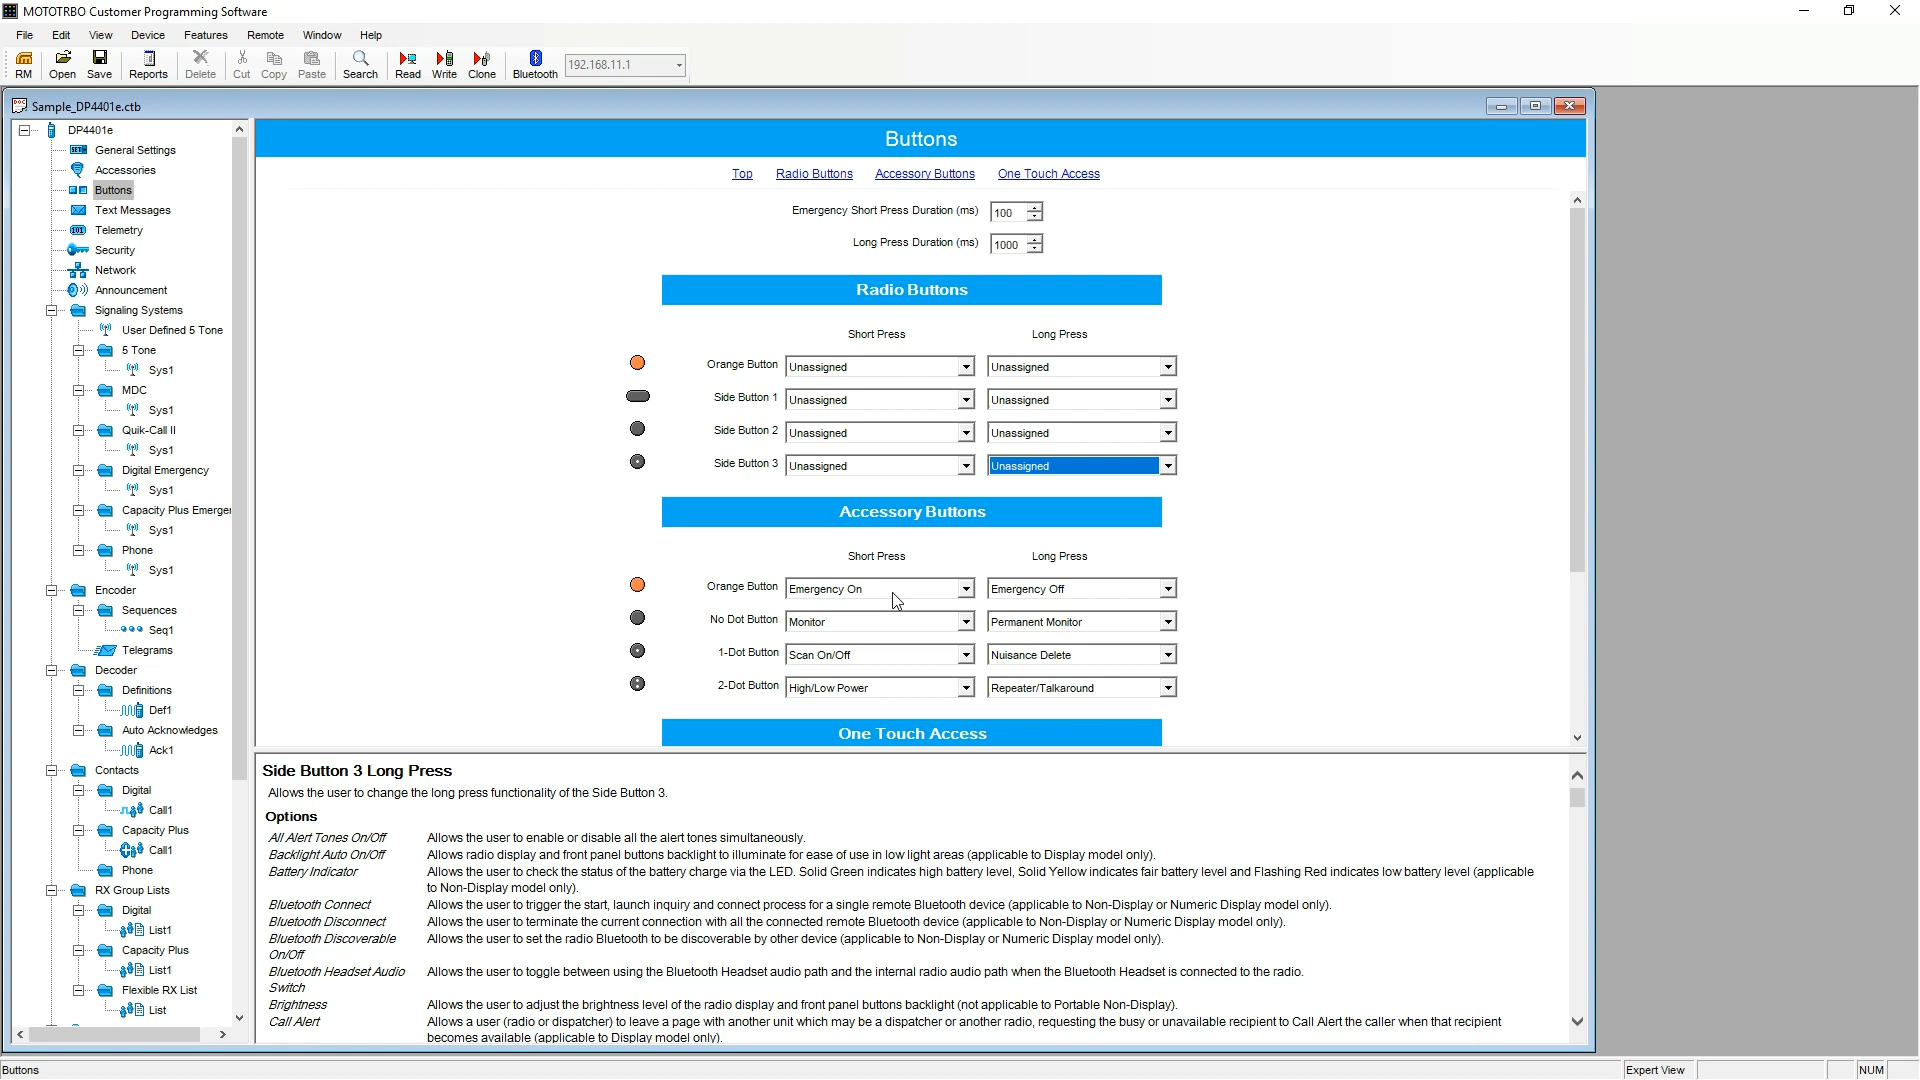 MOTOTRBO Customer Programming Software
File Edit View Device Features Remote Window Help
RM Open Save Reports Delete Cut Copy Paste Search Read Write Clone Bluetooth 192.168.11.1
Sample_DP4401e.ctb
DP4401e
General Settings
Accessories
Buttons
Text Messages
Telemetry
Security
Network
Announcement
Signaling Systems
User Defined 5 Tone
5 Tone
Sys1
MDC
Sys1
Quik-Call II
Sys1
Digital Emergency
Sys1
Capacity Plus Emerger
Sys1
Phone
Sys1
Encoder
Sequences
Seq1
Telegrams
Decoder
Definitions
Def1
Auto Acknowledges
Ack1
Contacts
Digital
Call1
Capacity Plus
Call1
Phone
RX Group Lists
Digital
List1
Capacity Plus
List1
Flexible RX List
List
Buttons
Top Radio Buttons Accessory Buttons One Touch Access
Emergency Short Press Duration (ms) 100
Long Press Duration (ms) 1000
Radio Buttons
Short Press Long Press
Orange Button Unassigned Unassigned
Side Button 1 Unassigned Unassigned
Side Button 2 Unassigned Unassigned
Side Button 3 Unassigned Unassigned
Accessory Buttons
Short Press Long Press
Orange Button Emergency On Emergency Off
No Dot Button Monitor Permanent Monitor
1-Dot Button Scan On/Off Nuisance Delete
2-Dot Button High/Low Power Repeater/Talkaround
One Touch Access
Side Button 3 Long Press
Allows the user to change the long press functionality of the Side Button 3.
Options
All Alert Tones On/Off Allows the user to enable or disable all the alert tones simultaneously.
Backlight Auto On/Off Allows radio display and front panel buttons backlight to illuminate for ease of use in low light areas (applicable to Display model only).
Battery Indicator Allows the user to check the status of the battery charge via the LED. Solid Green indicates high battery level, Solid Yellow indicates fair battery level and Flashing Red indicates low battery level (applicable
to Non-Display model only).
Bluetooth Connect Allows the user to trigger the start, launch inquiry and connect process for a single remote Bluetooth device (applicable to Non-Display or Numeric Display model only).
Bluetooth Disconnect Allows the user to terminate the current connection with all the connected remote Bluetooth device (applicable to Non-Display or Numeric Display model only).
Bluetooth Discoverable Allows the user to set the radio Bluetooth to be discoverable by other device (applicable to Non-Display or Numeric Display model only).
On/Off
Bluetooth Headset Audio Allows the user to toggle between using the Bluetooth Headset audio path and the internal radio audio path when the Bluetooth Headset is connected to the radio.
Switch
Brightness Allows the user to adjust the brightness level of the radio display and front panel buttons backlight (not applicable to Portable Non-Display).
Call Alert Allows a user (radio or dispatcher) to leave a page with another unit which may be a dispatcher or another radio, requesting the busy or unavailable recipient to Call Alert the caller when that recipient
becomes available (applicable to Display model only).
Buttons Expert View NUM